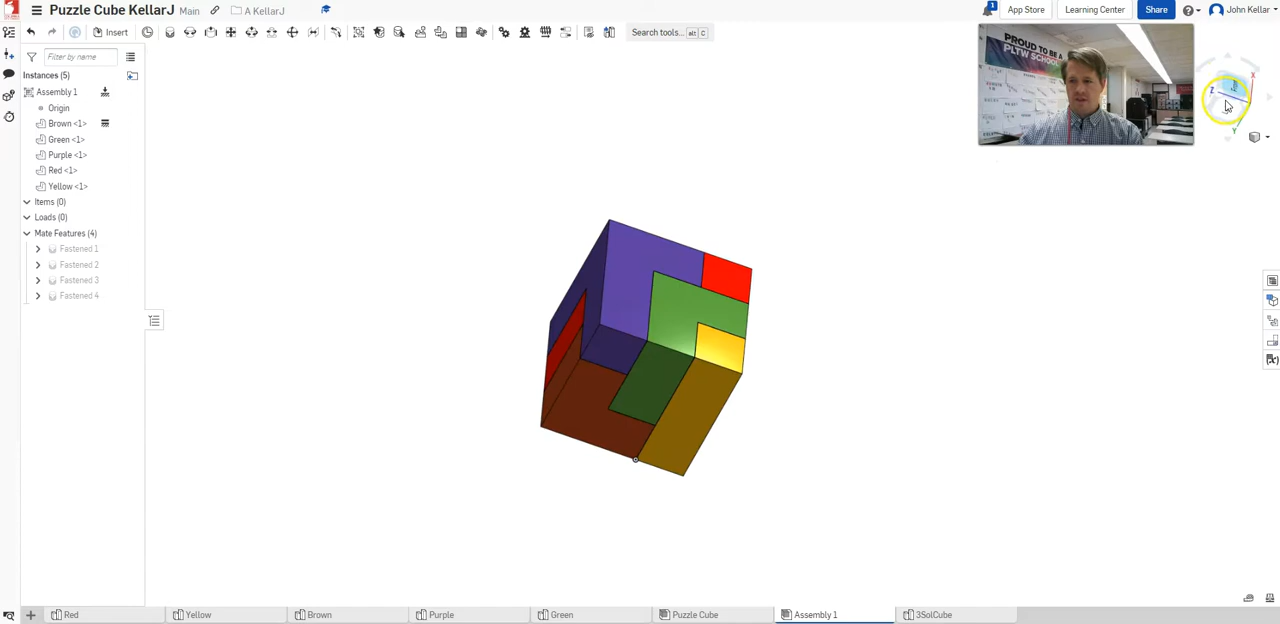 Puzzle Cube KellarJ Main A KellarJ
1 App Store Learning Center Share John Kellar
Insert Search tools... alt C
Filter by name
Instances (5)
Assembly 1
Origin
Brown <1>
Green <1>
Purple <1>
Red <1>
Yellow <1>
Items (0)
Loads (0)
Mate Features (4)
Fastened 1
Fastened 2
Fastened 3
Fastened 4
PROUD TO BE A
PLTW SCHOOL
X
Z
Y
Red Yellow Brown Purple Green Puzzle Cube Assembly 1 3SolCube